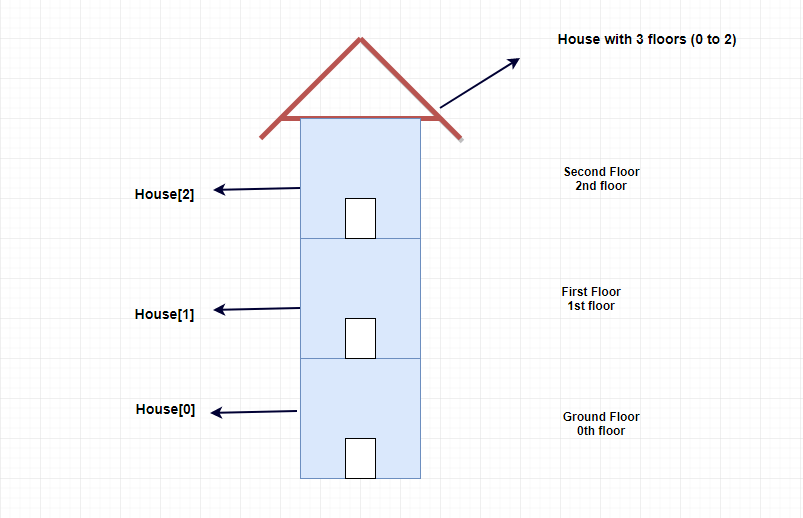 House with 3 floors (0 to 2)
Second Floor
2nd floor
House[2]
First Floor
1st floor
House[1]
House[0]
Ground Floor
0th floor